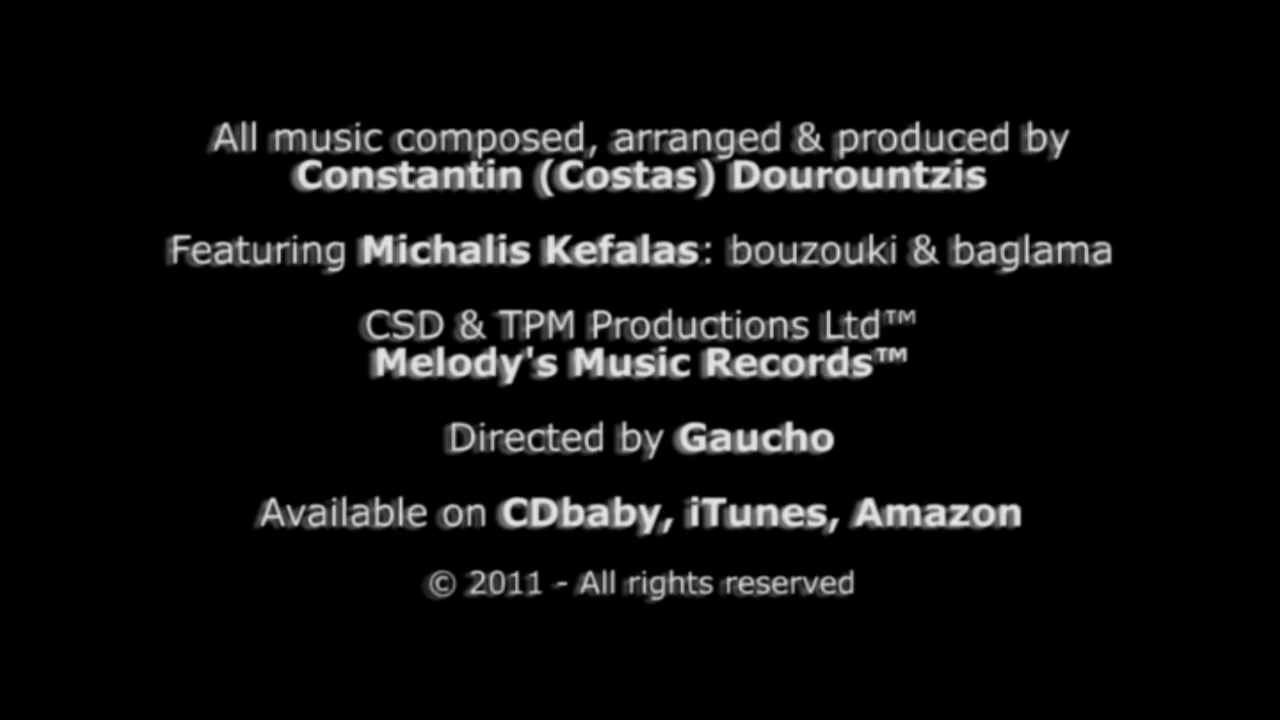 All music composed, arranged & produced by
Constantin (Costas) Dourountzis
Featuring Michalis Kefalas: bouzouki & baglama
CSD & TPM Productions Ltd™
Melody's Music Records™
Directed by Gaucho
Available on CDbaby, iTunes, Amazon
© 2011 - All rights reserved